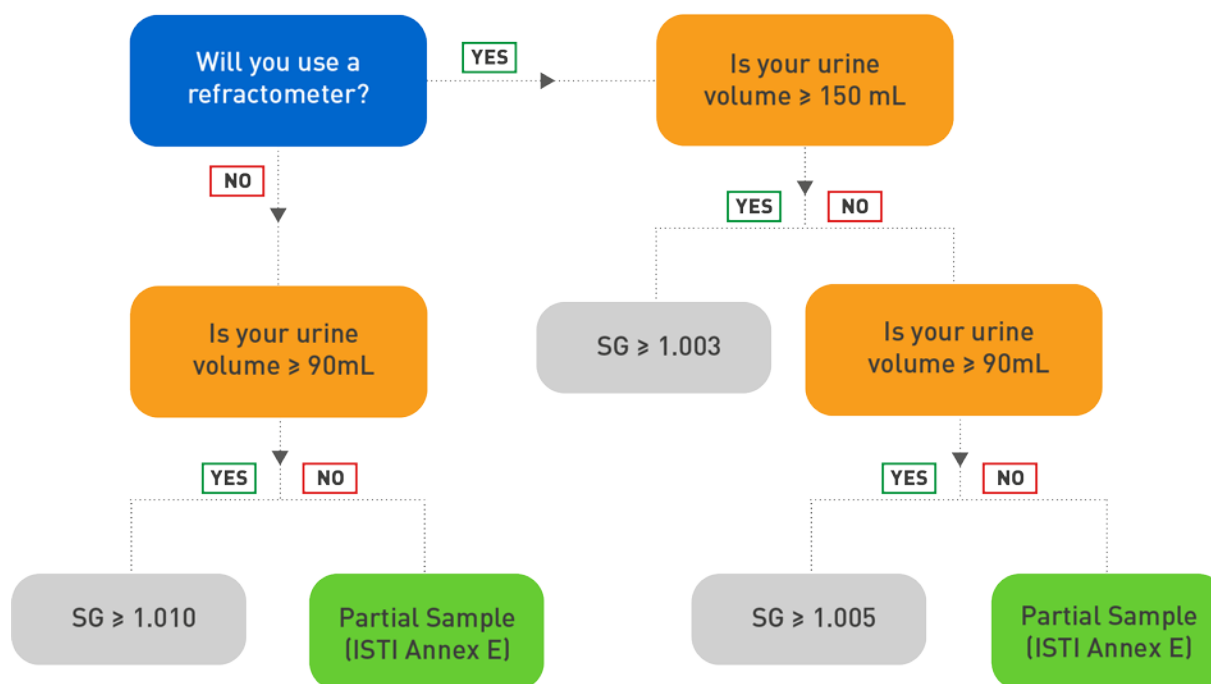 Will you use a
refractometer?
YES
Is your urine
volume ⩾ 150 mL
NO
YES
NO
Is your urine
volume ⩾ 90mL
SG ⩾ 1.003
Is your urine
volume ⩾ 90mL
YES
NO
YES
NO
SG ⩾ 1.010
Partial Sample
(ISTI Annex E)
SG ⩾ 1.005
Partial Sample
(ISTI Annex E)